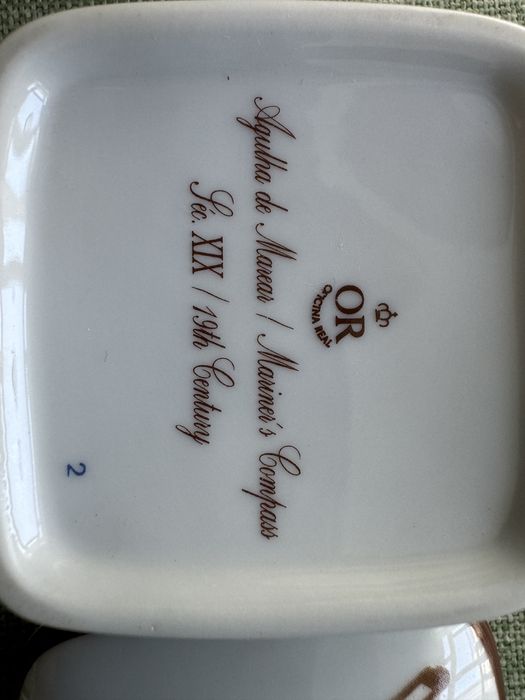 OR
OFICINA REAL
Agulha de Marear / Mariner's Compass
Séc. XIX / 19th Century
2